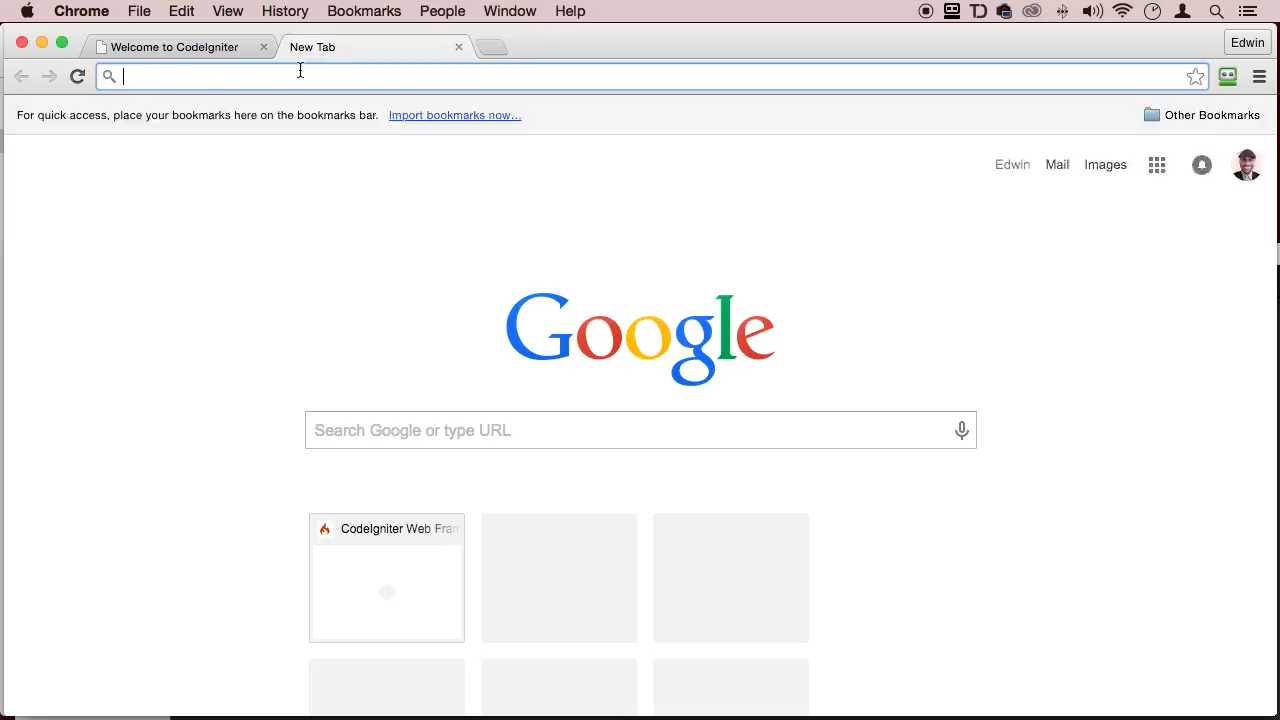 Chrome File Edit View History Bookmarks People Window Help
Welcome to CodeIgniter
New Tab
Edwin
For quick access, place your bookmarks here on the bookmarks bar. Import bookmarks now...
Other Bookmarks
Edwin Mail Images
Google
Search Google or type URL
CodeIgniter Web Fran